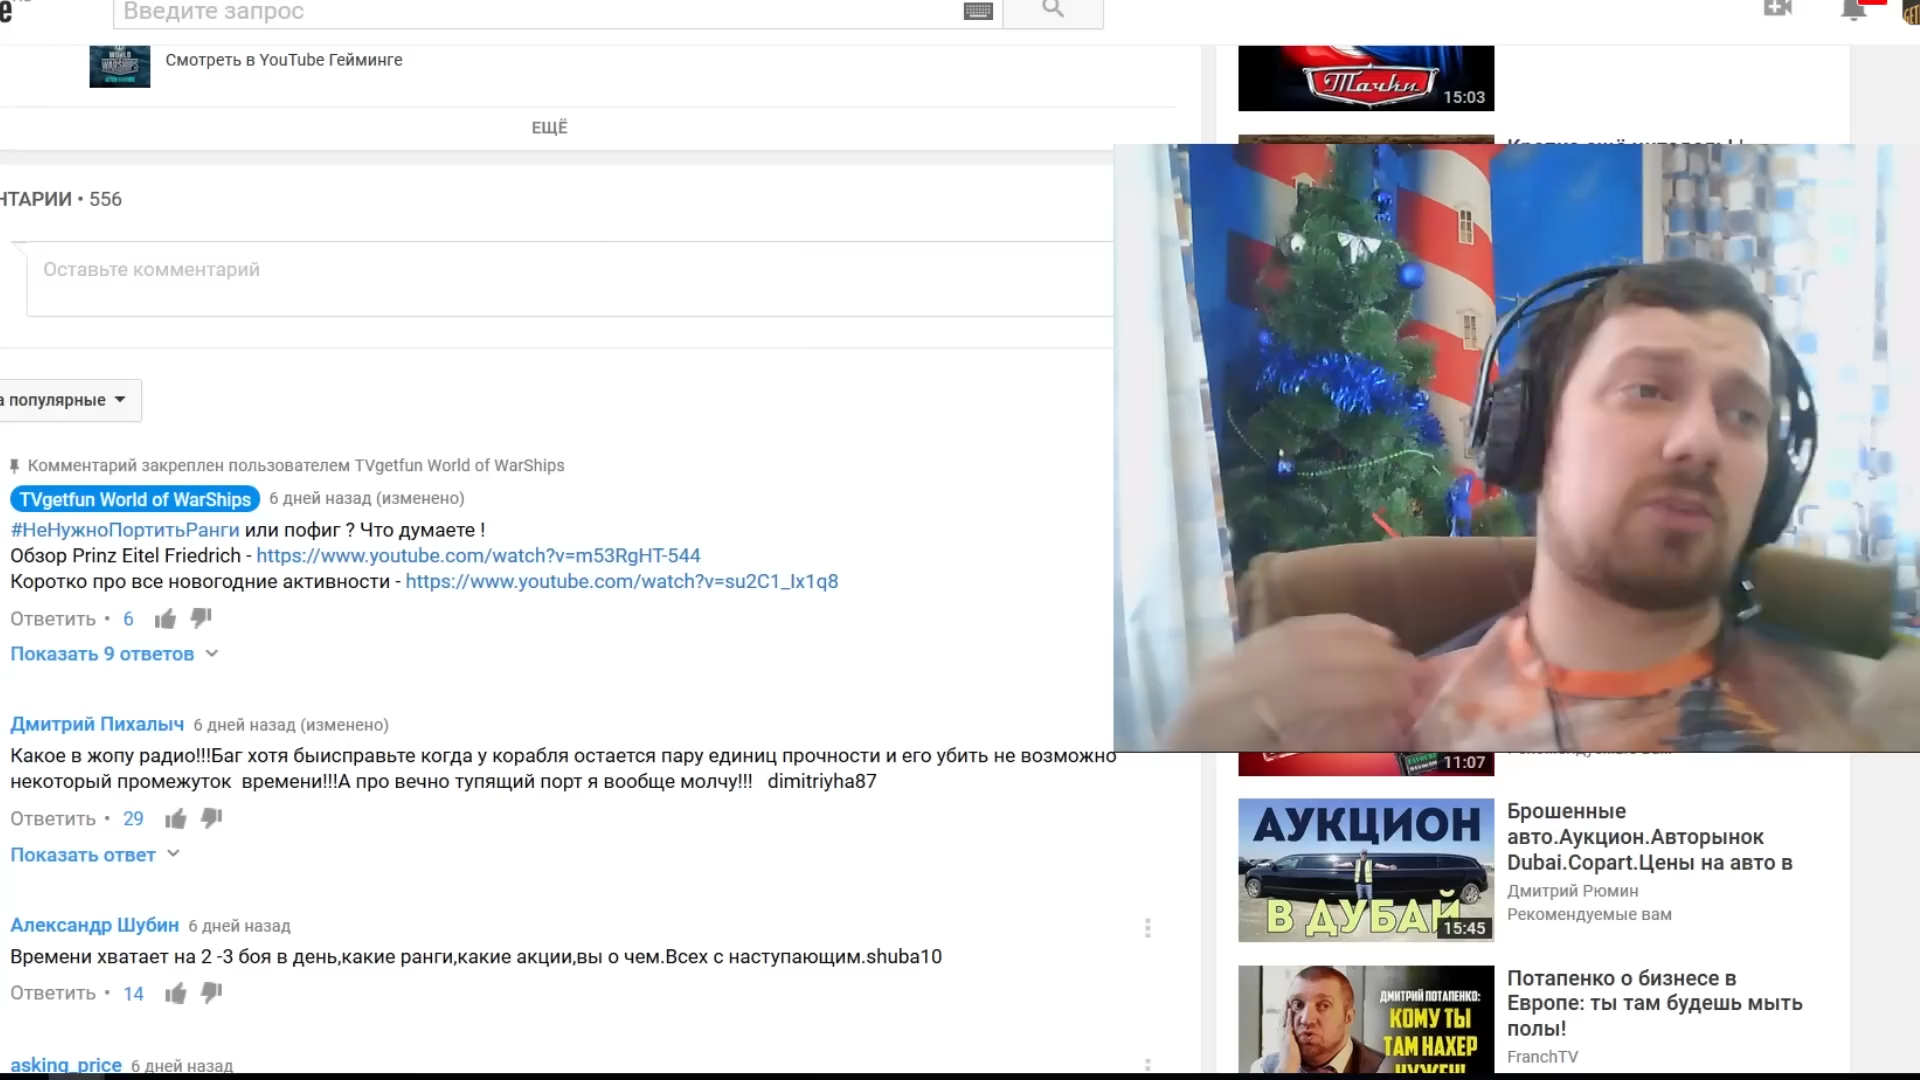 Введите запрос
WORLD
WARSHIPS
Смотреть в YouTube Гейминге
ЕЩЁ
НТАРИИ • 556
Оставьте комментарий
а популярные
Комментарий закреплен пользователем TVgetfun World of WarShips
TVgetfun World of WarShips 6 дней назад (изменено)
#НеНужноПортитьРанги или пофиг ? Что думаете !
Обзор Prinz Eitel Friedrich - https://www.youtube.com/watch?v=m53RgHT-544
Коротко про все новогодние активности - https://www.youtube.com/watch?v=su2C1_Ix1q8
Ответить • 6
Показать 9 ответов
Дмитрий Пихалыч 6 дней назад (изменено)
Какое в жопу радио!!!Баг хотя быисправьте когда у корабля остается пару единиц прочности и его убить не возможно
некоторый промежуток времени!!!А про вечно тупящий порт я вообще молчу!!! dimitriyha87
Ответить • 29
Показать ответ
Александр Шубин 6 дней назад
Времени хватает на 2 -3 боя в день,какие ранги,какие акции,вы о чем.Всех с наступающим.shuba10
Ответить • 14
asking_price 6 дней назад
Тачки
15:03
11:07
АУКЦИОН
В ДУБАЙ
15:45
Брошенные
авто.Аукцион.Авторынок
Dubai.Copart.Цены на авто в
Дмитрий Рюмин
Рекомендуемые вам
ДМИТРИЙ ПОТАПЕНКО:
КОМУ ТЫ
ТАМ НАХЕР
НУЖЕН!
Потапенко о бизнесе в
Европе: ты там будешь мыть
полы!
FranchTV